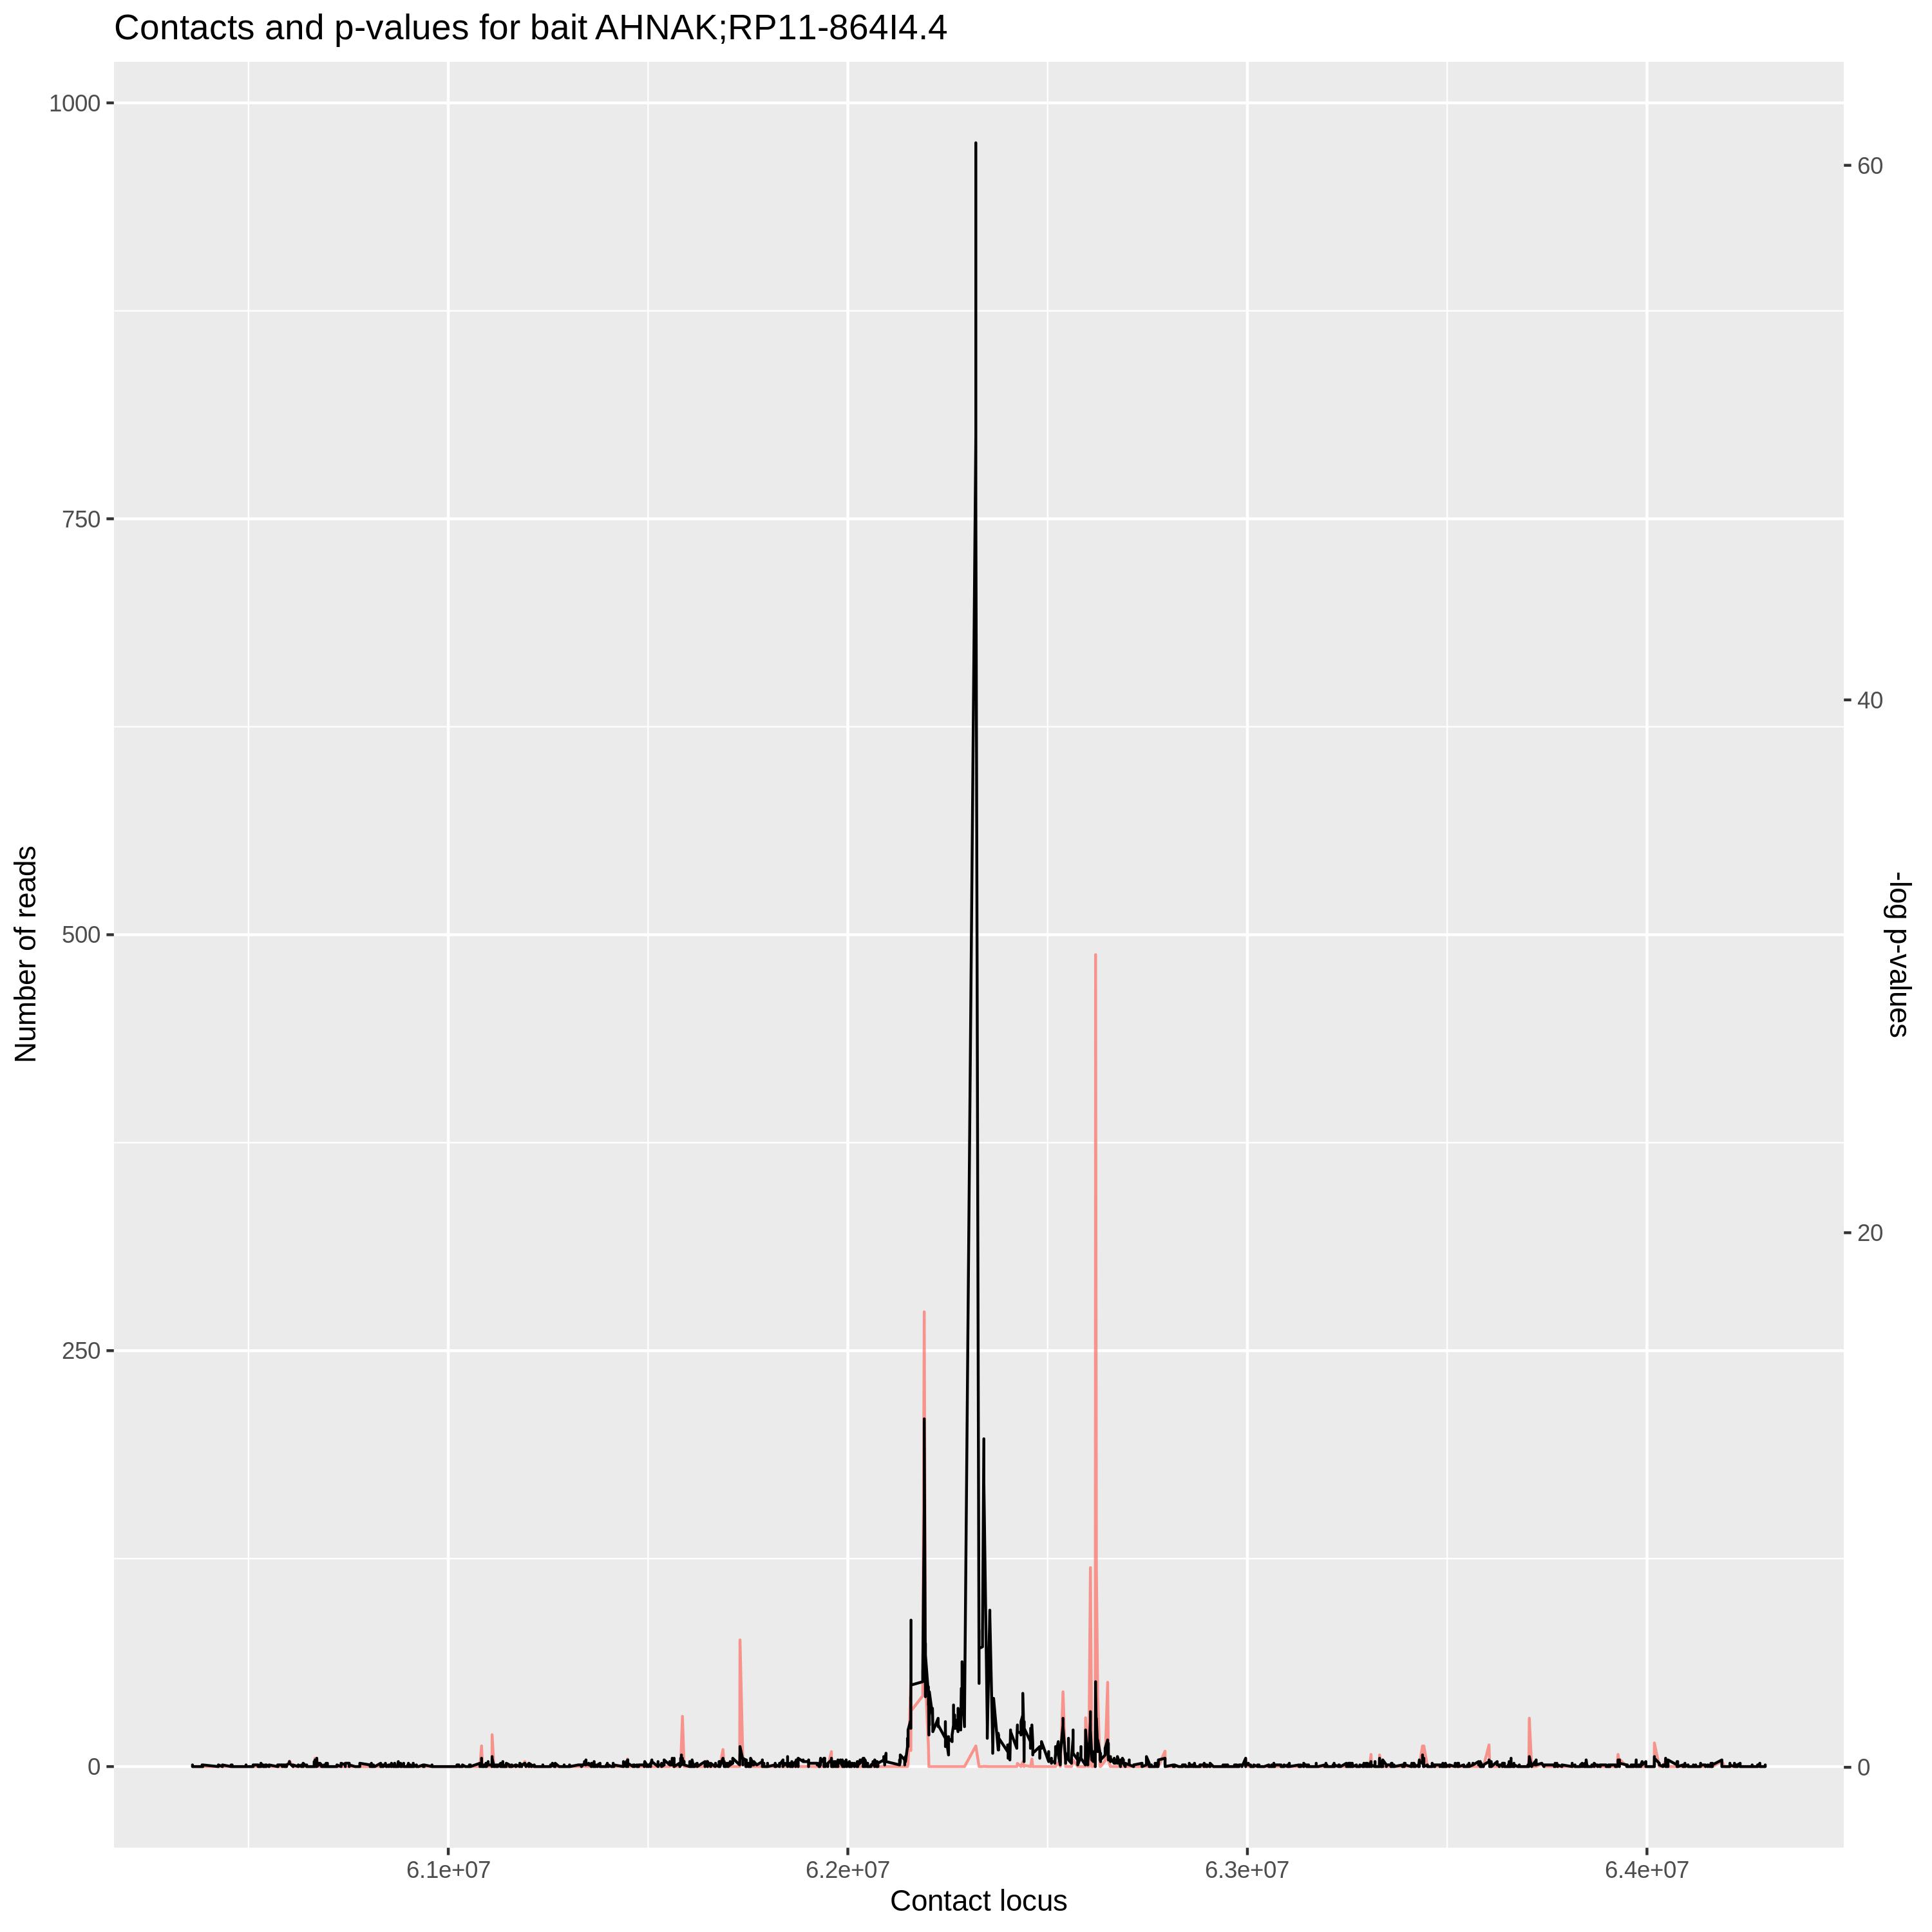 Contacts and p-values for bait AHNAK;RP11-864I4.4
1000
750
500
250
0
Number of reads
60
40
20
0
-log p-values
6.1e+07
6.2e+07
6.3e+07
6.4e+07
Contact locus